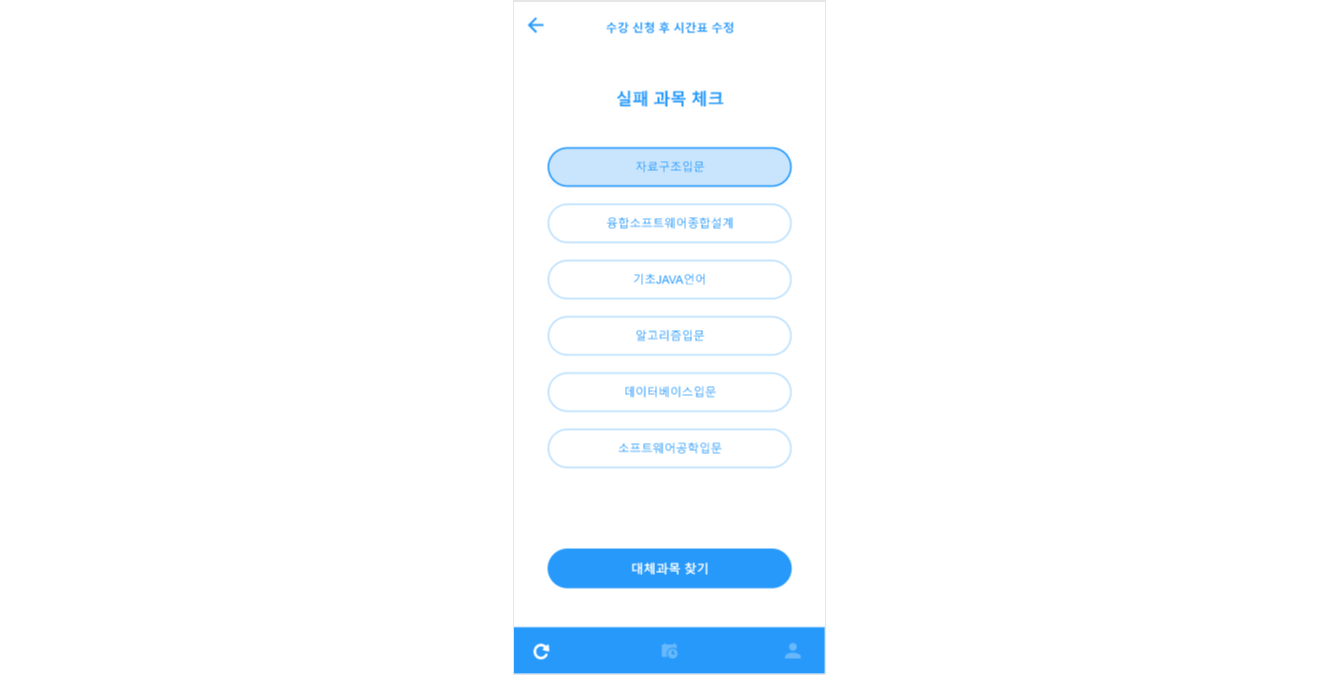 수강 신청 후 시간표 수정
실패 과목 체크
자료구조입문
융합소프트웨어종합설계
기초JAVA언어
알고리즘입문
데이터베이스입문
소프트웨어공학입문
대체과목 찾기